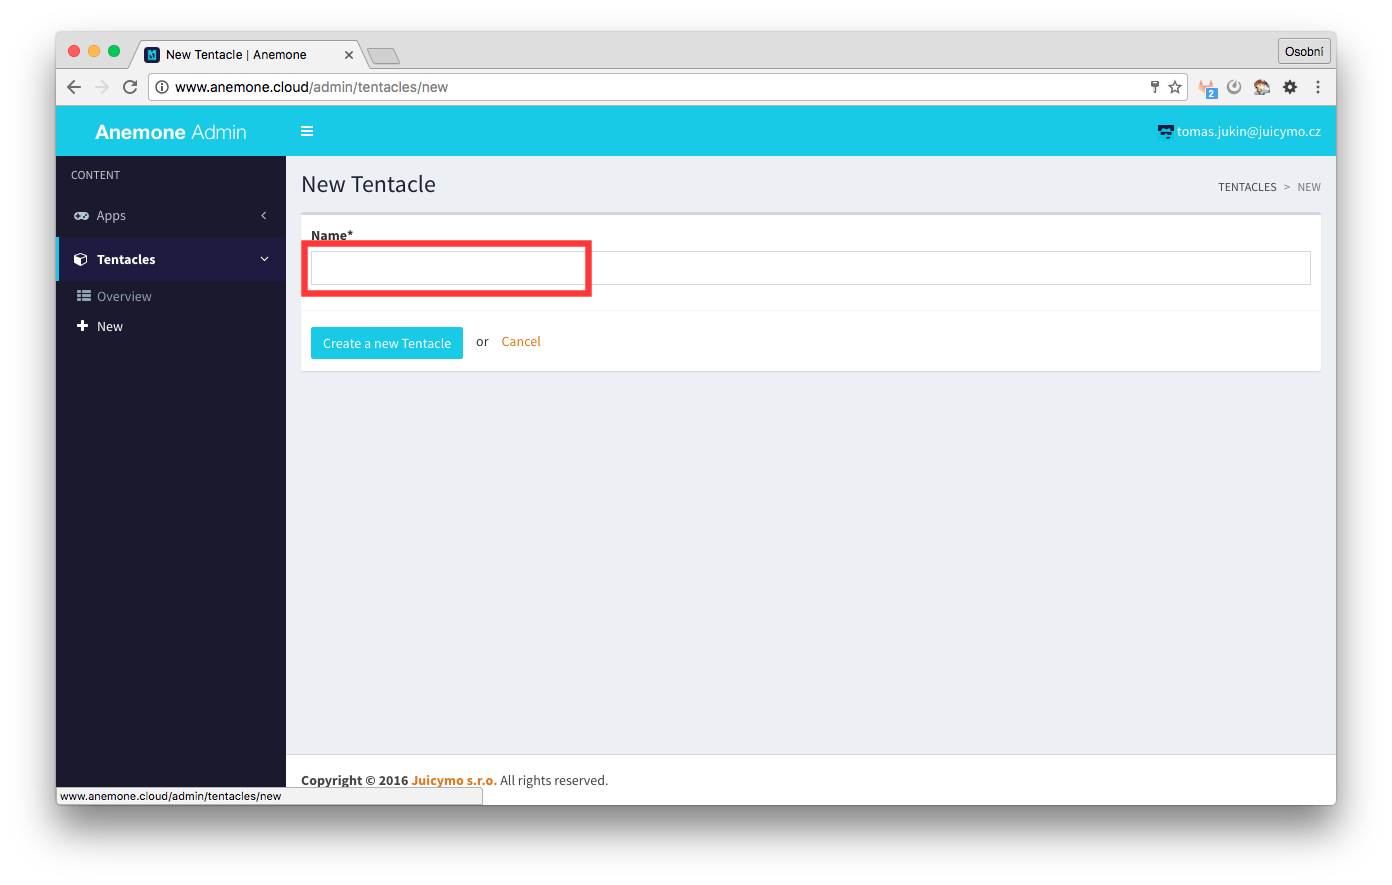 New Tentacle | Anemone
Osobní
www.anemone.cloud/admin/tentacles/new
2
Anemone Admin
tomas.jukin@juicymo.cz
CONTENT
Apps
Tentacles
Overview
New
New Tentacle
TENTACLES > NEW
Name*
Create a new Tentacle or Cancel
Copyright © 2016 Juicymo s.r.o. All rights reserved.
www.anemone.cloud/admin/tentacles/new